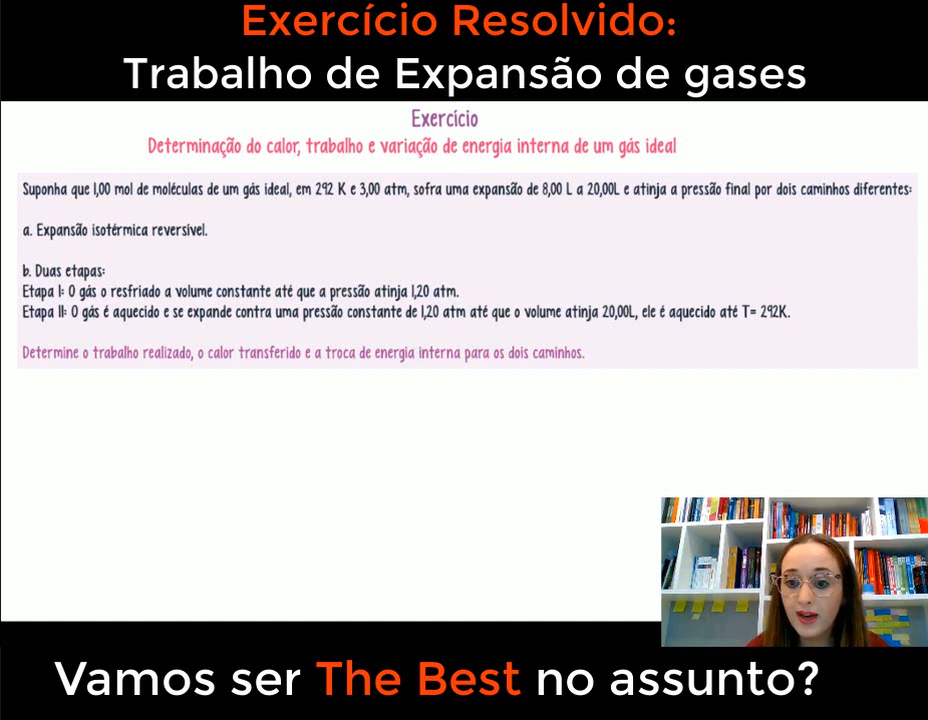 Exercício Resolvido:
Trabalho de Expansão de gases
Exercício
Determinação do calor, trabalho e variação de energia interna de um gás ideal
Suponha que 1,00 mol de moléculas de um gás ideal, em 292 K e 3,00 atm, sofra uma expansão de 8,00 L a 20,00L e atinja a pressão final por dois caminhos diferentes:
a. Expansão isotérmica reversível.
b. Duas etapas:
Etapa I: O gás o resfriado a volume constante até que a pressão atinja 1,20 atm.
Etapa II: O gás é aquecido e se expande contra uma pressão constante de 1,20 atm até que o volume atinja 20,00L, ele é aquecido até T= 292K.
Determine o trabalho realizado, o calor transferido e a troca de energia interna para os dois caminhos.
Vamos ser The Best no assunto?